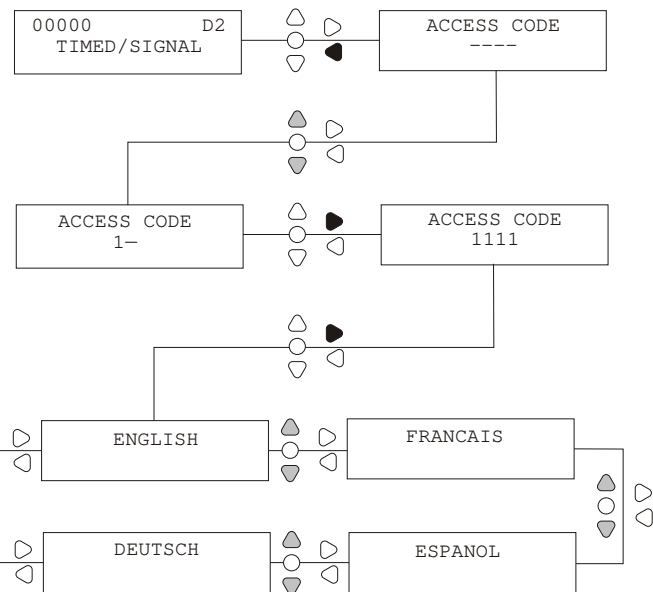 00000 D2
TIMED/SIGNAL
ACCESS CODE
----
ACCESS CODE
1–
ACCESS CODE
1111
ENGLISH
FRANCAIS
DEUTSCH
ESPANOL